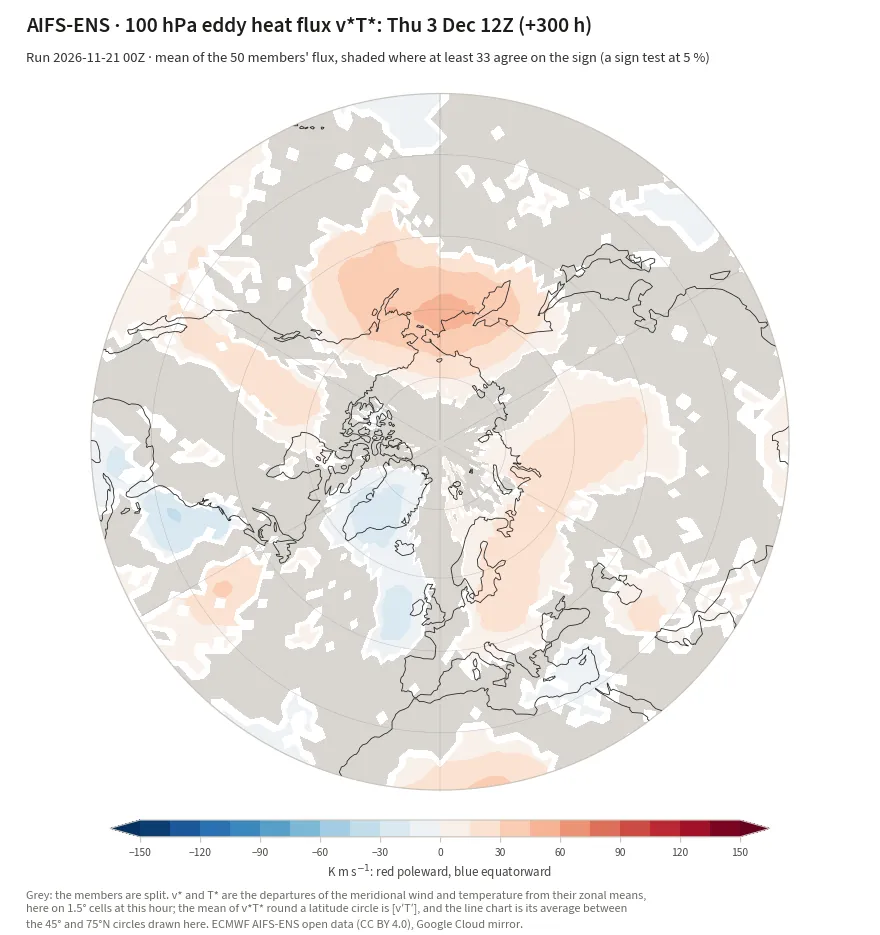 AIFS-ENS · 100 hPa eddy heat flux v*T*: Thu 3 Dec 12Z (+300 h)
Run 2026-11-21 00Z · mean of the 50 members' flux, shaded where at least 33 agree on the sign (a sign test at 5 %)
−150 −120 −90 −60 −30 0 30 60 90 120 150
K m s⁻¹: red poleward, blue equatorward
Grey: the members are split. v* and T* are the departures of the meridional wind and temperature from their zonal means,
here on 1.5° cells at this hour; the mean of v*T* round a latitude circle is [v′T′], and the line chart is its average between
the 45° and 75°N circles drawn here. ECMWF AIFS-ENS open data (CC BY 4.0), Google Cloud mirror.